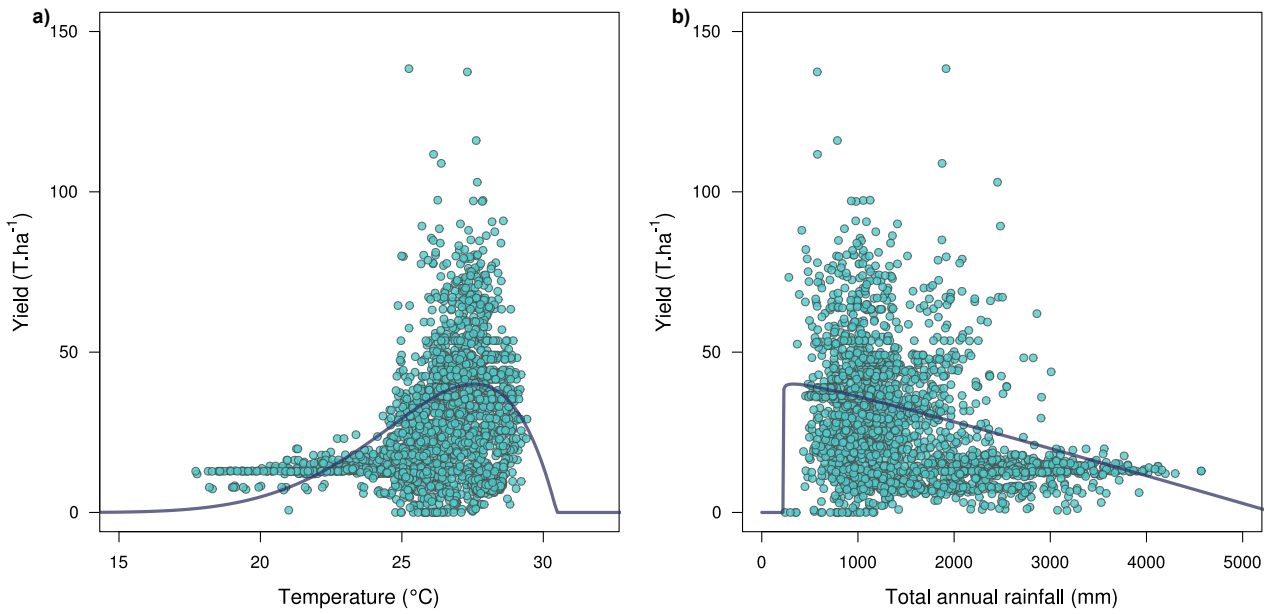 a)
150
100
50
0
Yield (T.ha⁻¹)
15 20 25 30
Temperature (°C)
b)
150
100
50
0
Yield (T.ha⁻¹)
0 1000 2000 3000 4000 5000
Total annual rainfall (mm)